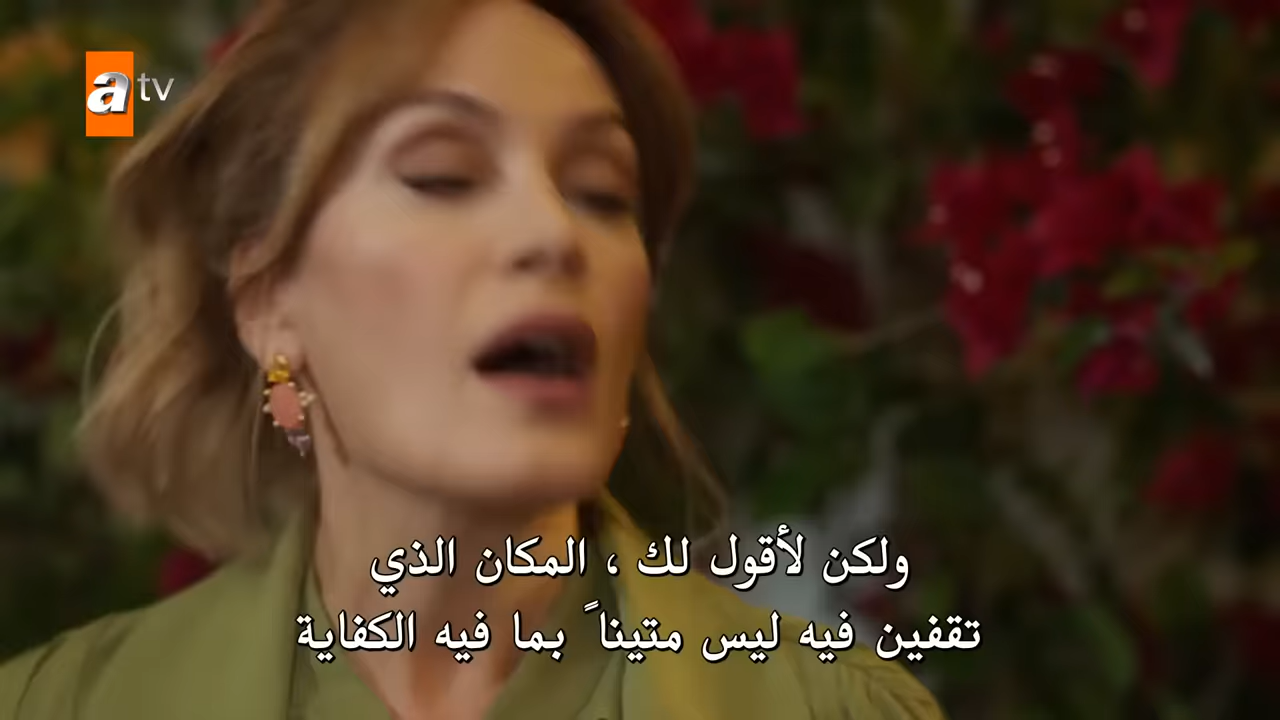 atv
ولكن لأقول لك ، المكان الذي
تقفين فيه ليس متيناً بما فيه الكفاية